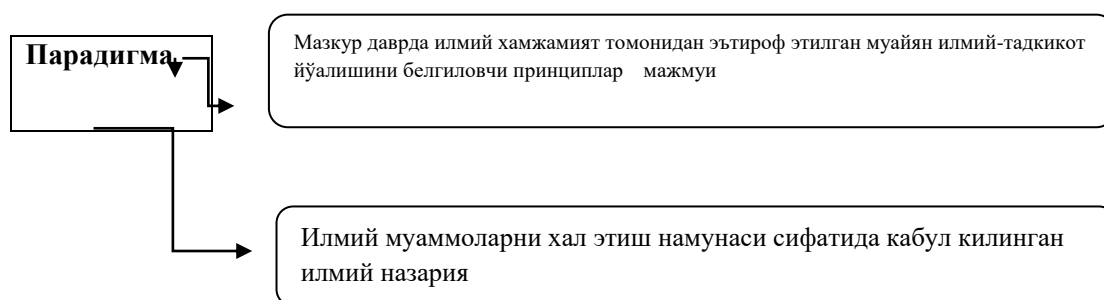 Парадигма
Мазкур даврда илмий хамжамият томонидан эътироф этилган муайян илмий-тадкикот
йўалишини белгиловчи принциплар мажмуи
Илмий муаммоларни хал этиш намунаси сифатида кабул килинган
илмий назария